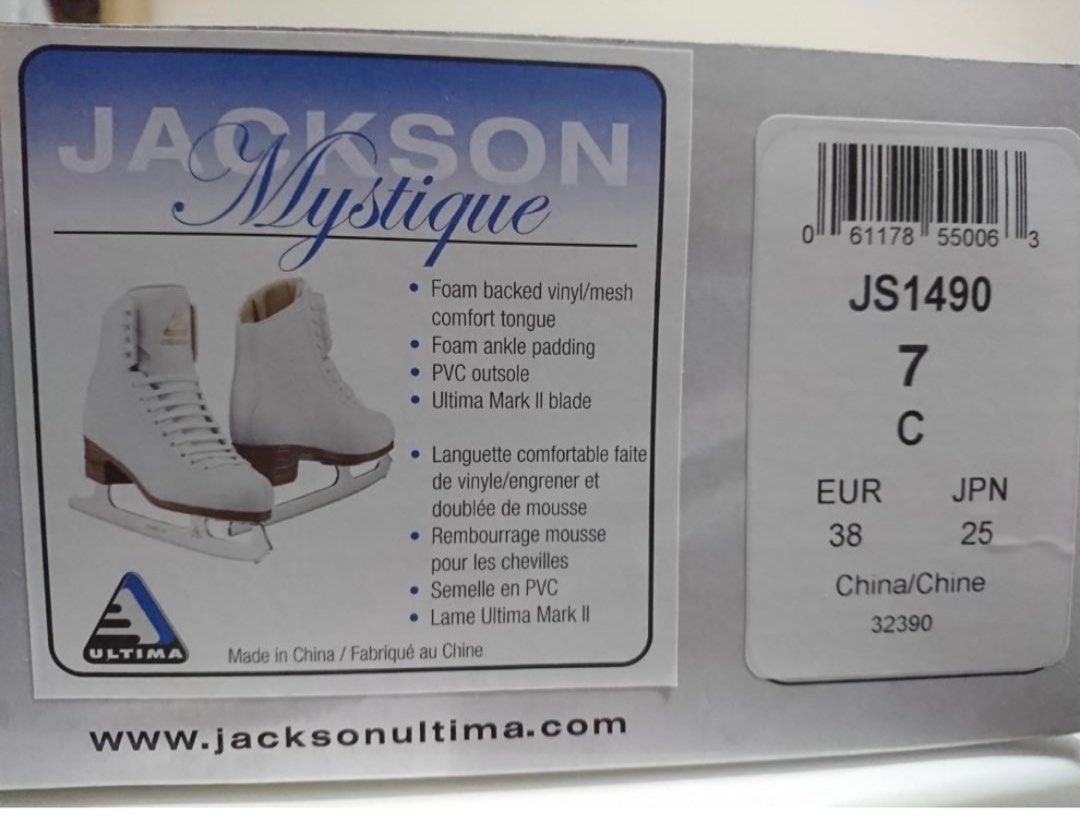 JACKSON
Mystique
• Foam backed vinyl/mesh
comfort tongue
• Foam ankle padding
• PVC outsole
• Ultima Mark II blade
• Languette comfortable faite
de vinyle/engrener et
doublée de mousse
• Rembourrage mousse
pour les chevilles
• Semelle en PVC
• Lame Ultima Mark II
ULTIMA
Made in China / Fabriqué au Chine
www.jacksonultima.com
0 61178 55006 3
JS1490
7
C
EUR JPN
38 25
China/Chine
32390